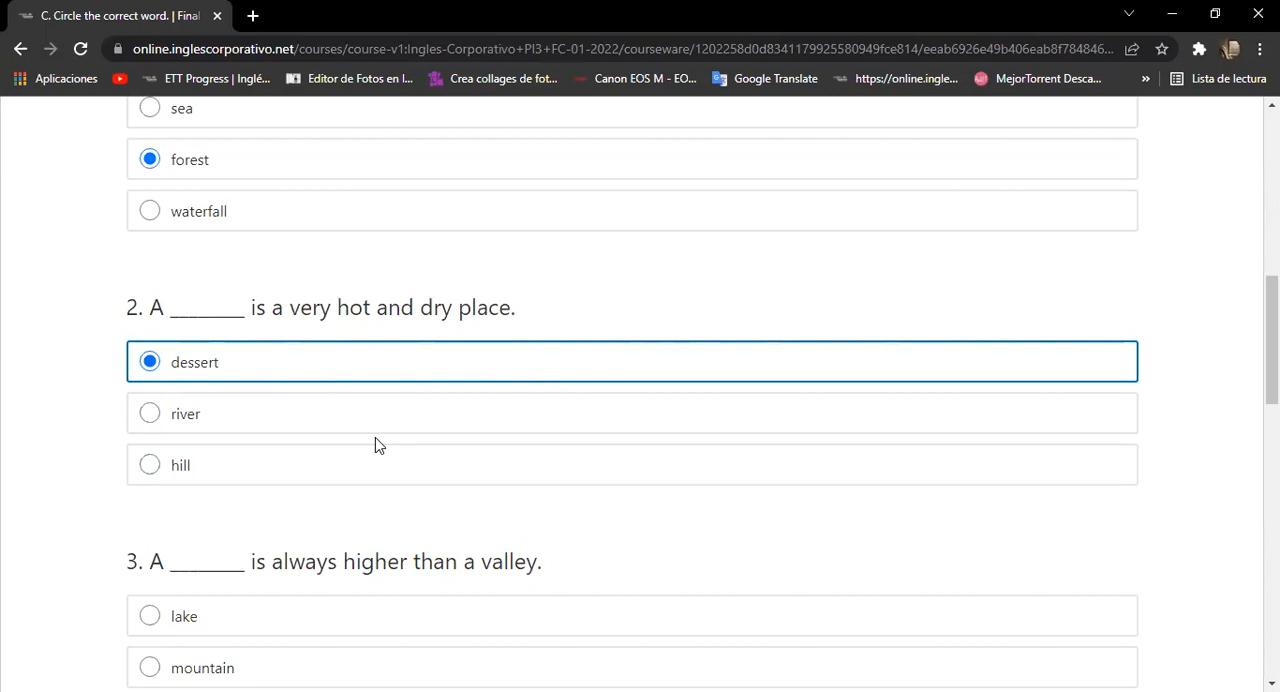 C. Circle the correct word. | Final
online.inglescorporativo.net/courses/course-v1:Ingles-Corporativo+PI3+FC-01-2022/courseware/1202258d0d8341179925580949fce814/eeab6926e49b406eab8f784846...
Aplicaciones ETT Progress | Inglé... Editor de Fotos en l... Crea collages de fot... Canon EOS M - EO... Google Translate https://online.ingle... MejorTorrent Desca... » Lista de lectura
sea
forest
waterfall
2. A ________ is a very hot and dry place.
dessert
river
hill
3. A ________ is always higher than a valley.
lake
mountain